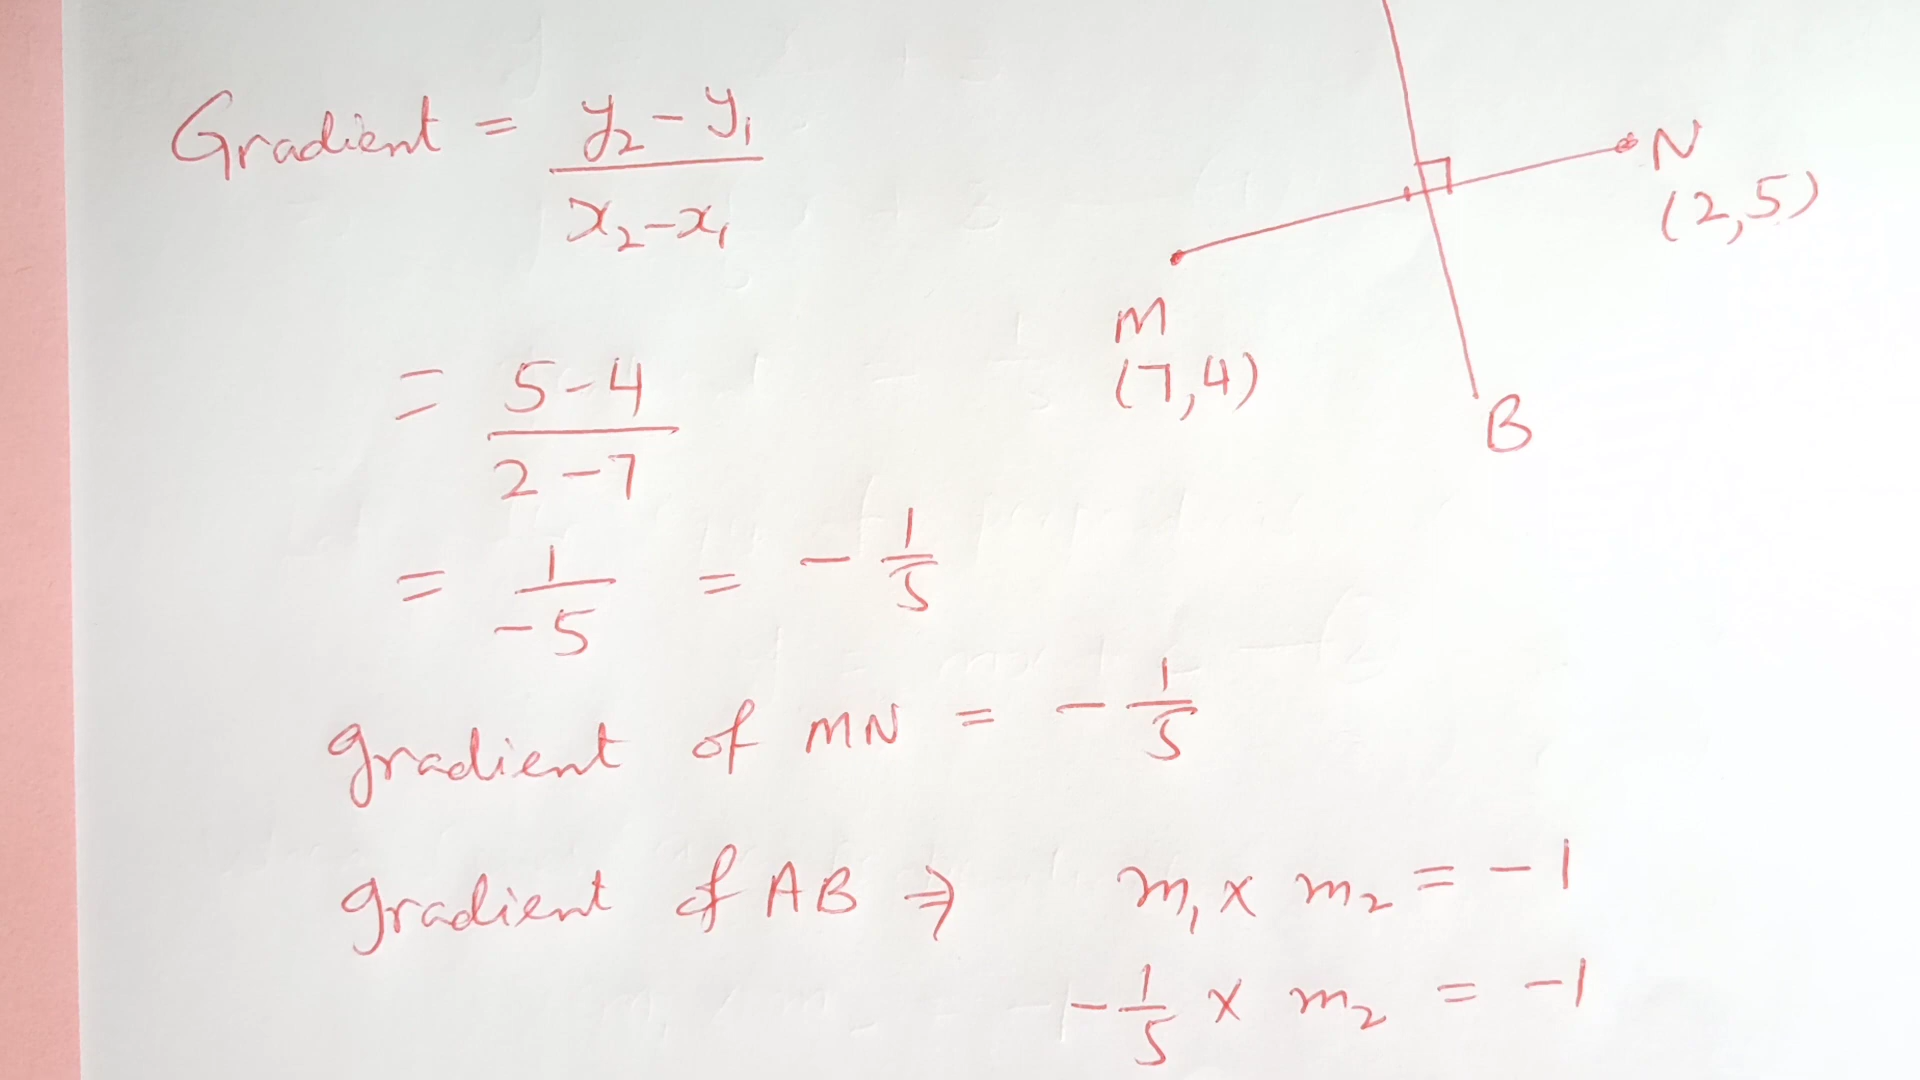 Gradient = y₂ - y₁ / x₂ - x₁
= 5 - 4 / 2 - 7
= 1 / -5 = - 1/5
gradient of MN = - 1/5
gradient of AB ⇒ m₁ × m₂ = -1
- 1/5 × m₂ = -1
N
(2,5)
M
(7,4)
B